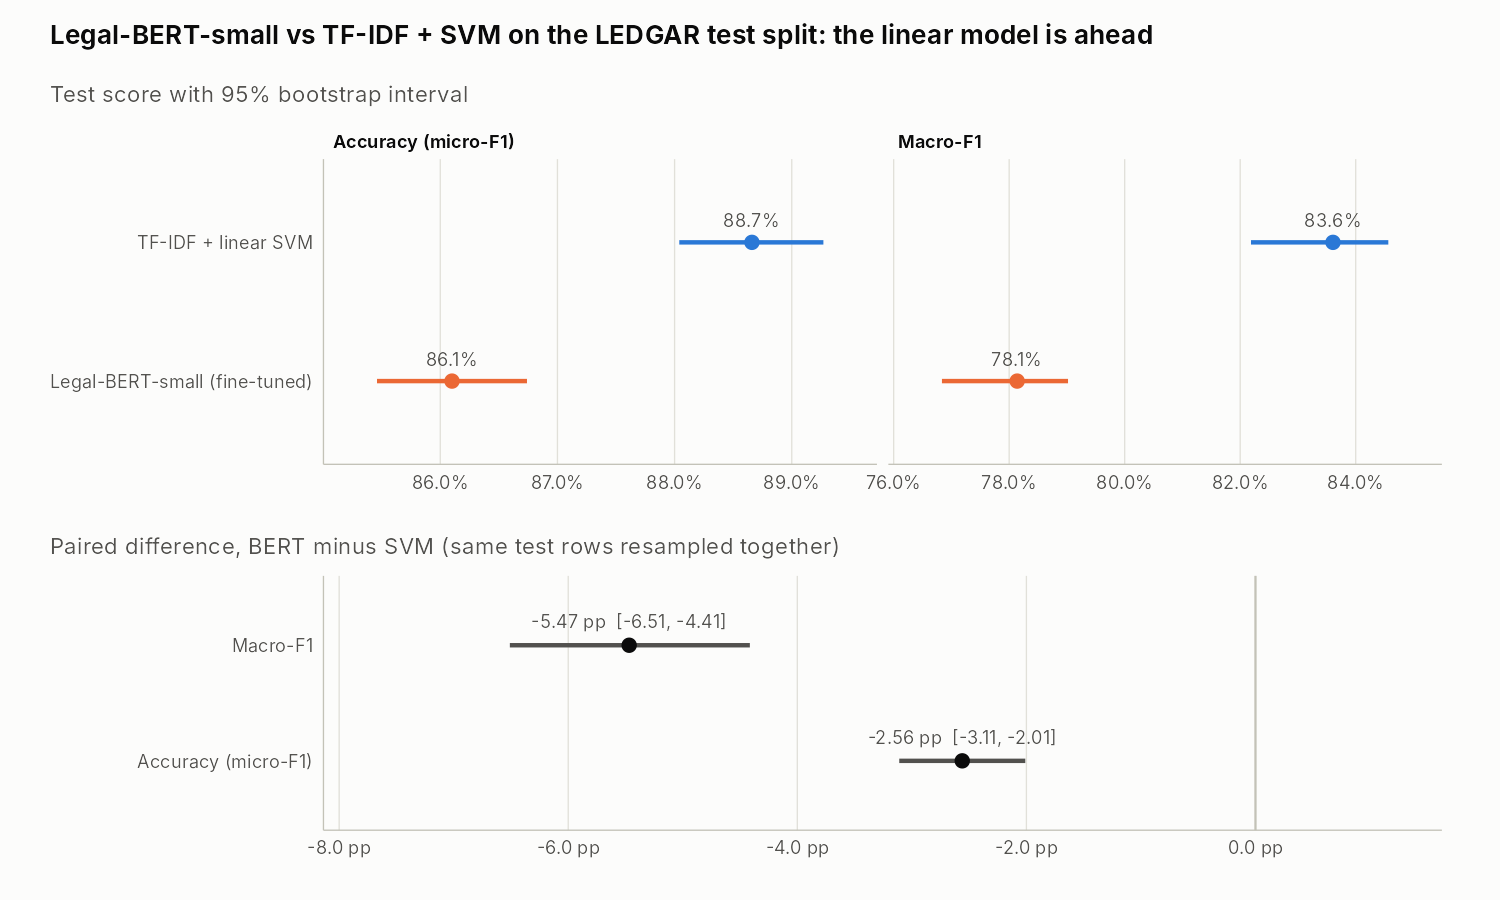 Legal-BERT-small vs TF-IDF + SVM on the LEDGAR test split: the linear model is ahead
Test score with 95% bootstrap interval
Accuracy (micro-F1)
Macro-F1
88.7%
83.6%
TF-IDF + linear SVM
86.1%
78.1%
Legal-BERT-small (fine-tuned)
86.0%
87.0%
88.0%
89.0%
76.0%
78.0%
80.0%
82.0%
84.0%
Paired difference, BERT minus SVM (same test rows resampled together)
-5.47 pp [-6.51, -4.41]
Macro-F1
-2.56 pp [-3.11, -2.01]
Accuracy (micro-F1)
-8.0 pp
-6.0 pp
-4.0 pp
-2.0 pp
0.0 pp